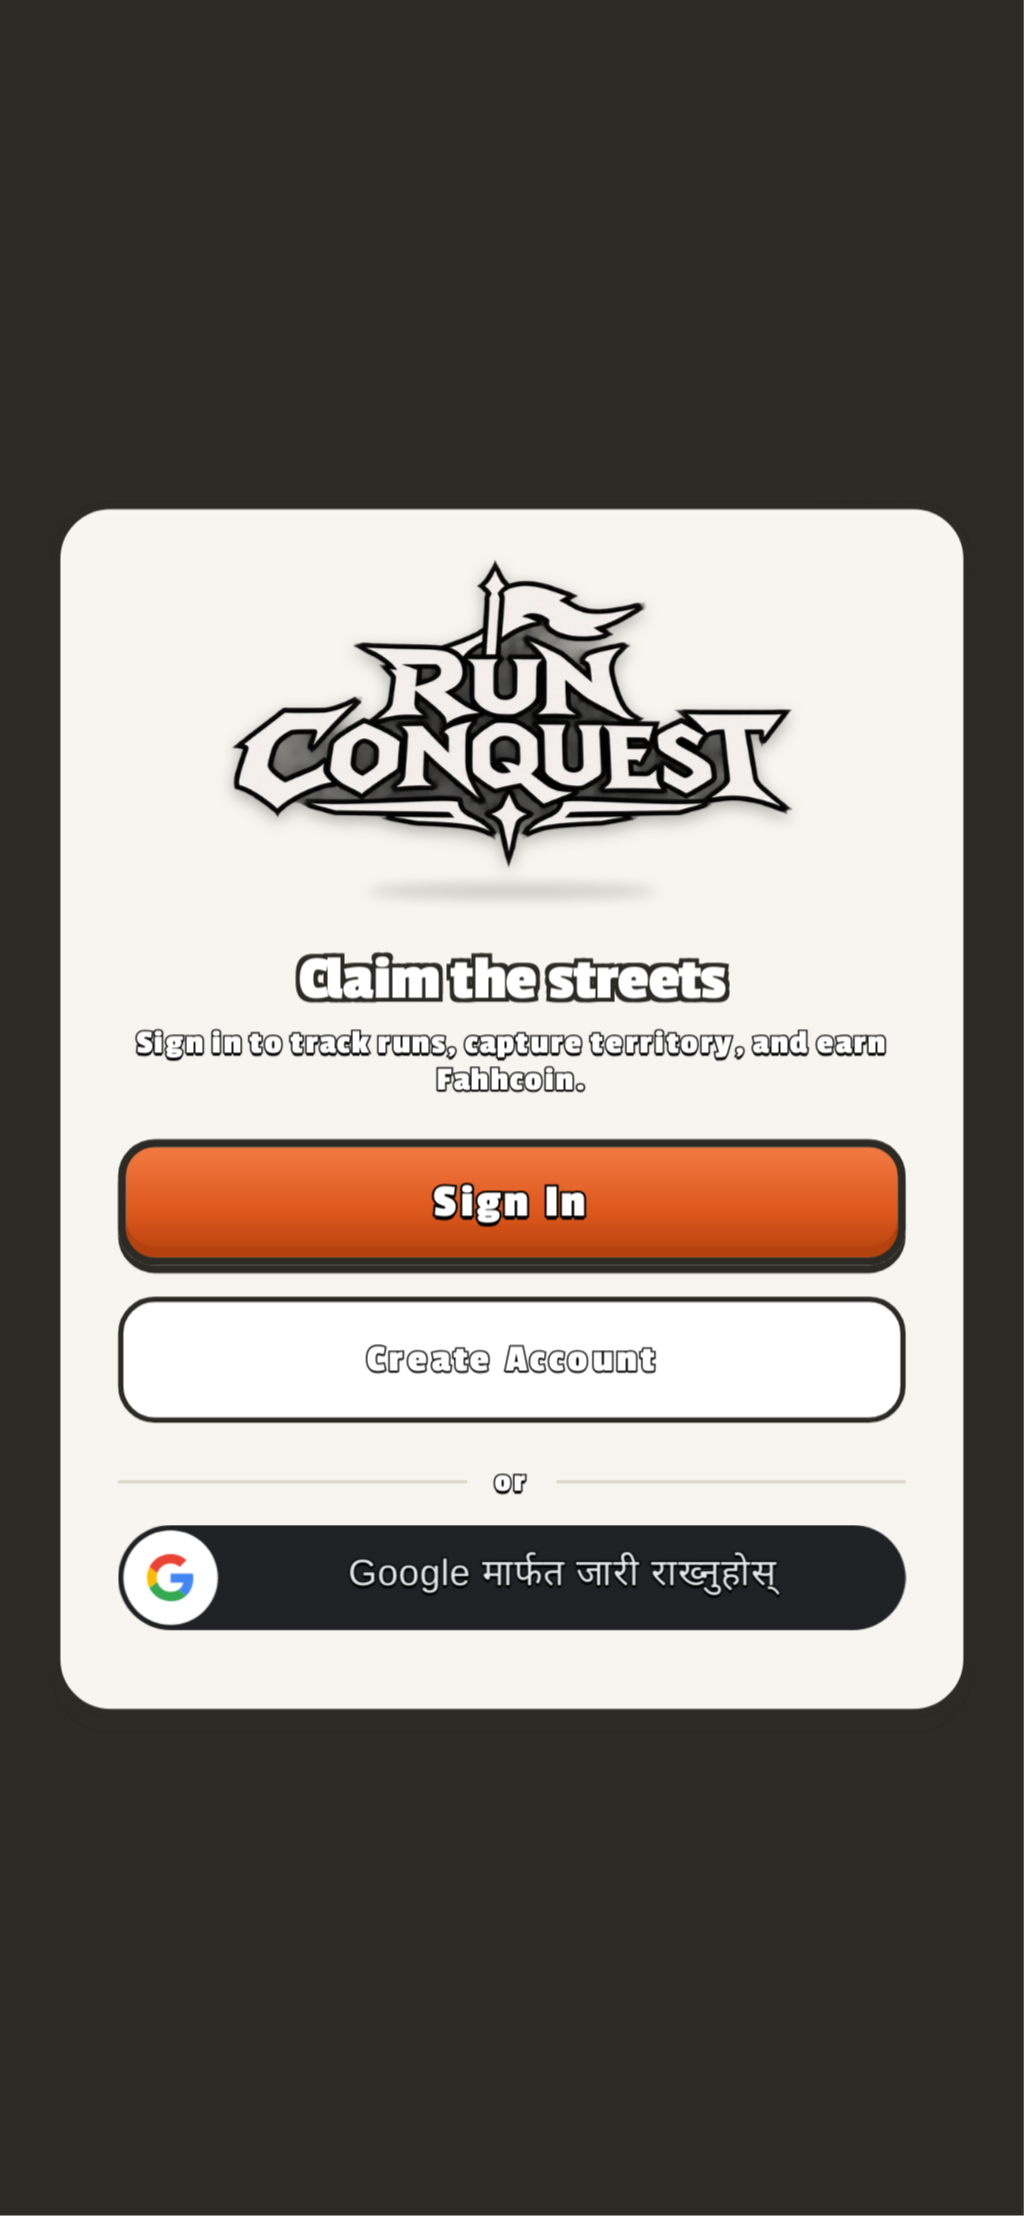 RUN
CONQUEST
Claim the streets
Sign in to track runs, capture territory, and earn
Fahhcoin.
Sign In
Create Account
or
Google मार्फत जारी राख्नुहोस्